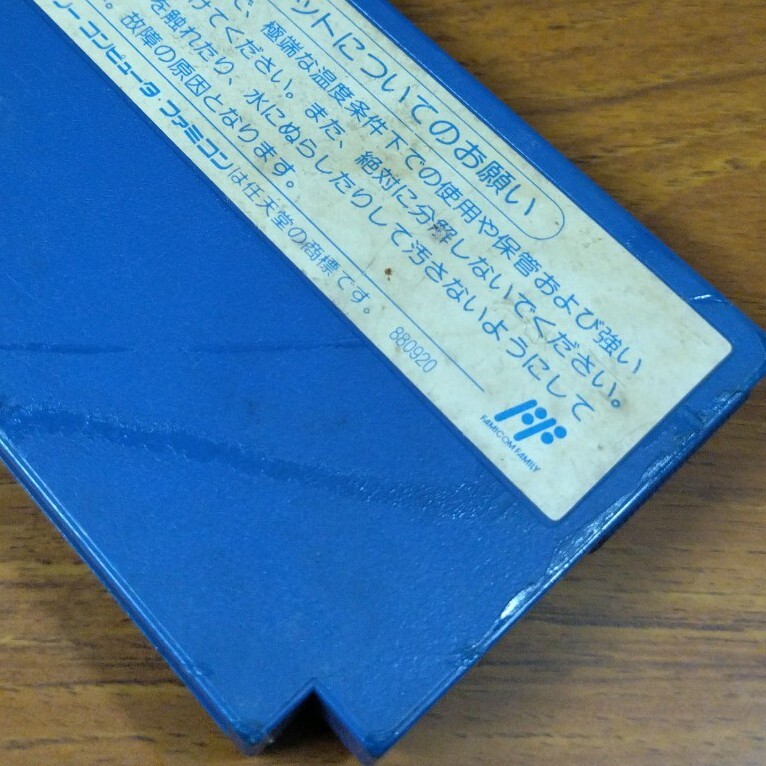 ットについてのお願い
で、極端な温度条件下での使用や保管および強い
けてください。また、絶対に分解しないでください。
を触れたり、水にぬらしたりして汚さないようにして
故障の原因となります。
リーコンピュータ・ファミコンは任天堂の商標です。
880920
FAMICOM FAMILY